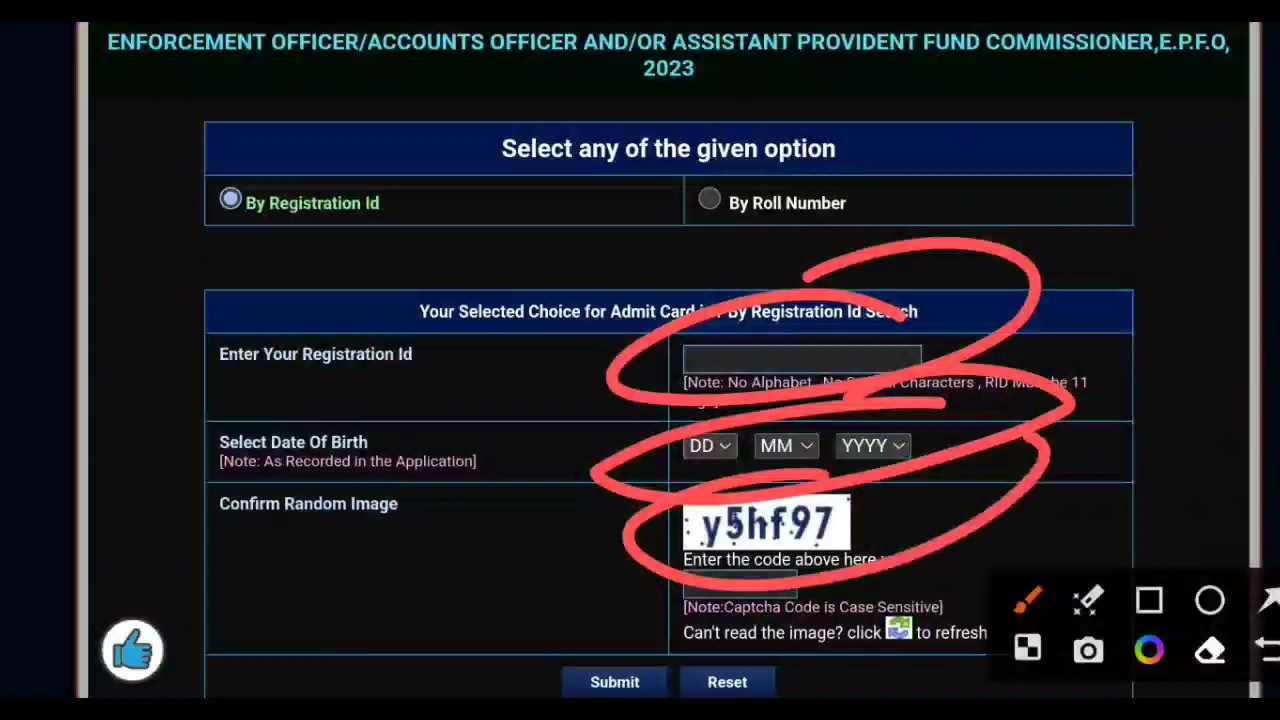 ENFORCEMENT OFFICER/ACCOUNTS OFFICER AND/OR ASSISTANT PROVIDENT FUND COMMISSIONER,E.P.F.O,
2023
Select any of the given option
By Registration Id
By Roll Number
Your Selected Choice for Admit Card By Registration Id Search
Enter Your Registration Id
[Note: No Alphabet , No Characters , RID be 11
Select Date Of Birth
DD MM YYYY
[Note: As Recorded in the Application]
Confirm Random Image
y5hf97
Enter the code above here
[Note:Captcha Code is Case Sensitive]
Can't read the image? click to refresh
Submit
Reset